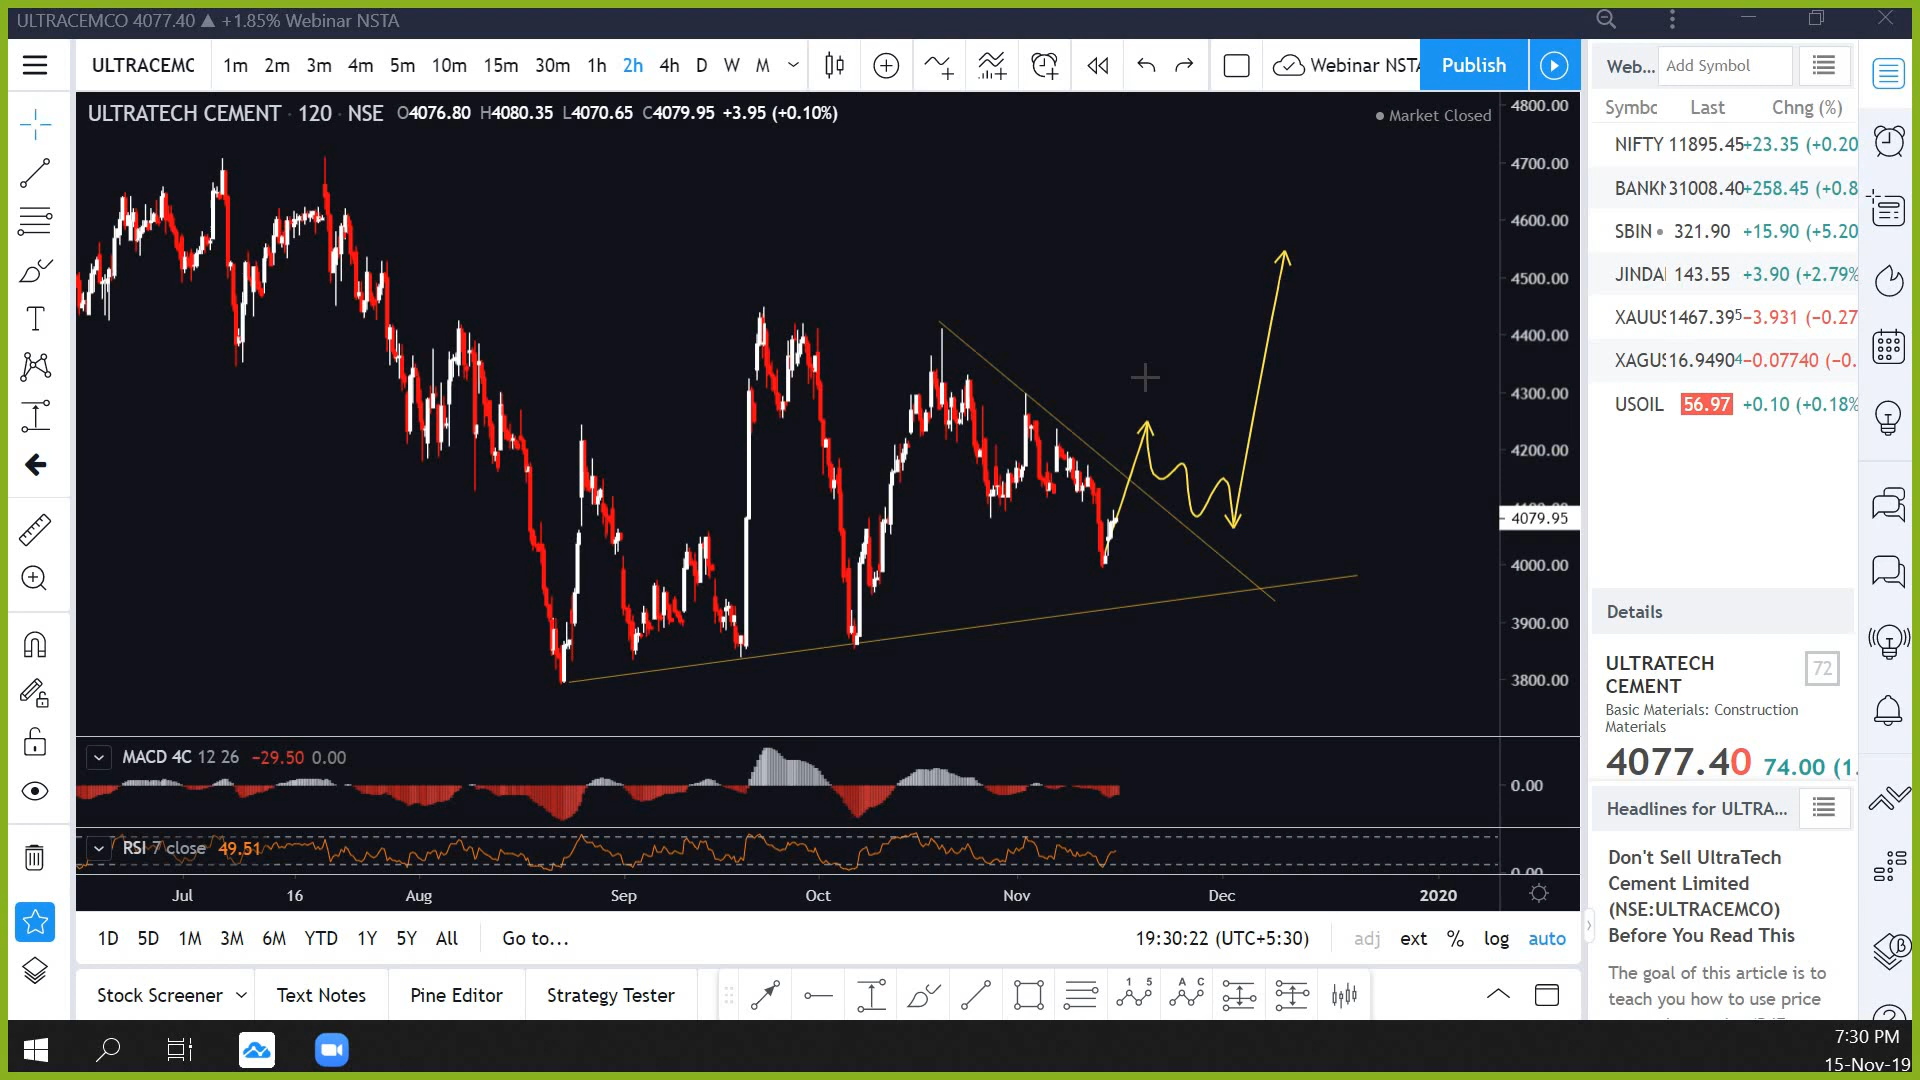 ULTRACEMCO 4077.40 ▲ +1.85% Webinar NSTA
ULTRACEMC 1m 2m 3m 4m 5m 10m 15m 30m 1h 2h 4h D W M Webinar NSTA Publish
Web... Add Symbol
ULTRATECH CEMENT · 120 · NSE O4076.80 H4080.35 L4070.65 C4079.95 +3.95 (+0.10%)
Market Closed
Symbc Last Chng (%)
NIFTY 11895.45 +23.35 (+0.20
BANKN 31008.40 +258.45 (+0.8
SBIN 321.90 +15.90 (+5.20
JINDAI 143.55 +3.90 (+2.79%
XAUUS 1467.395 −3.931 (−0.27
XAGUS 16.94904 −0.07740 (−0.
USOIL 56.97 +0.10 (+0.18%
4800.00
4700.00
4600.00
4500.00
4400.00
4300.00
4200.00
4079.95
4000.00
3900.00
3800.00
Details
ULTRATECH CEMENT 72
Basic Materials: Construction
Materials
4077.40 74.00 (1.
Headlines for ULTRA...
Don't Sell UltraTech
Cement Limited
(NSE:ULTRACEMCO)
Before You Read This
The goal of this article is to
teach you how to use price
MACD 4C 12 26 −29.50 0.00
0.00
RSI 7 close 49.51
0.00
Jul 16 Aug Sep Oct Nov Dec 2020
1D 5D 1M 3M 6M YTD 1Y 5Y All Go to... 19:30:22 (UTC+5:30) adj ext % log auto
Stock Screener Text Notes Pine Editor Strategy Tester
7:30 PM
15-Nov-19